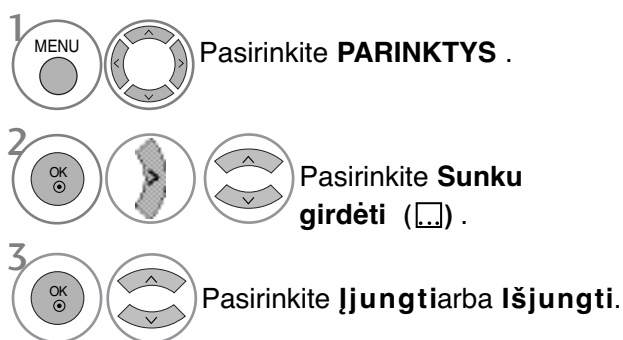 1
MENU
Pasirinkite PARINKTYS .
2
OK
Pasirinkite Sunku
girdėti (...) .
3
OK
Pasirinkite Įjungtiarba Išjungti.